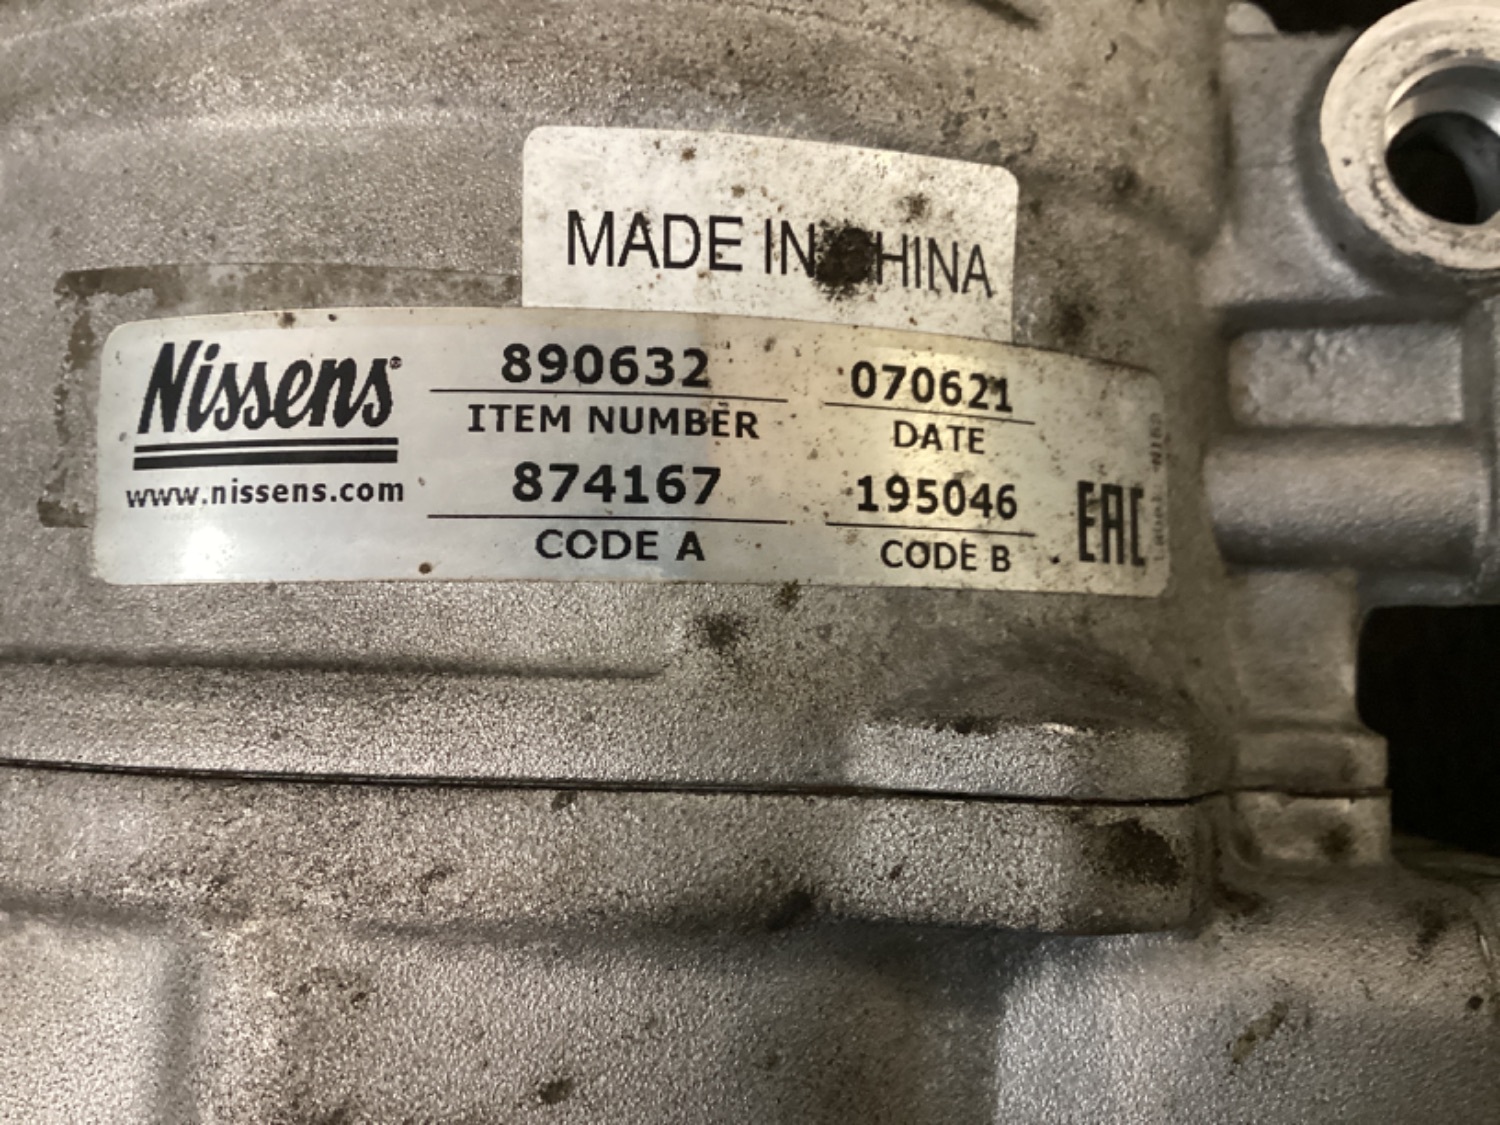 MADE IN CHINA
Nissens®
www.nissens.com
890632
ITEM NUMBER
874167
CODE A
070621
DATE
195046
CODE B
EAC